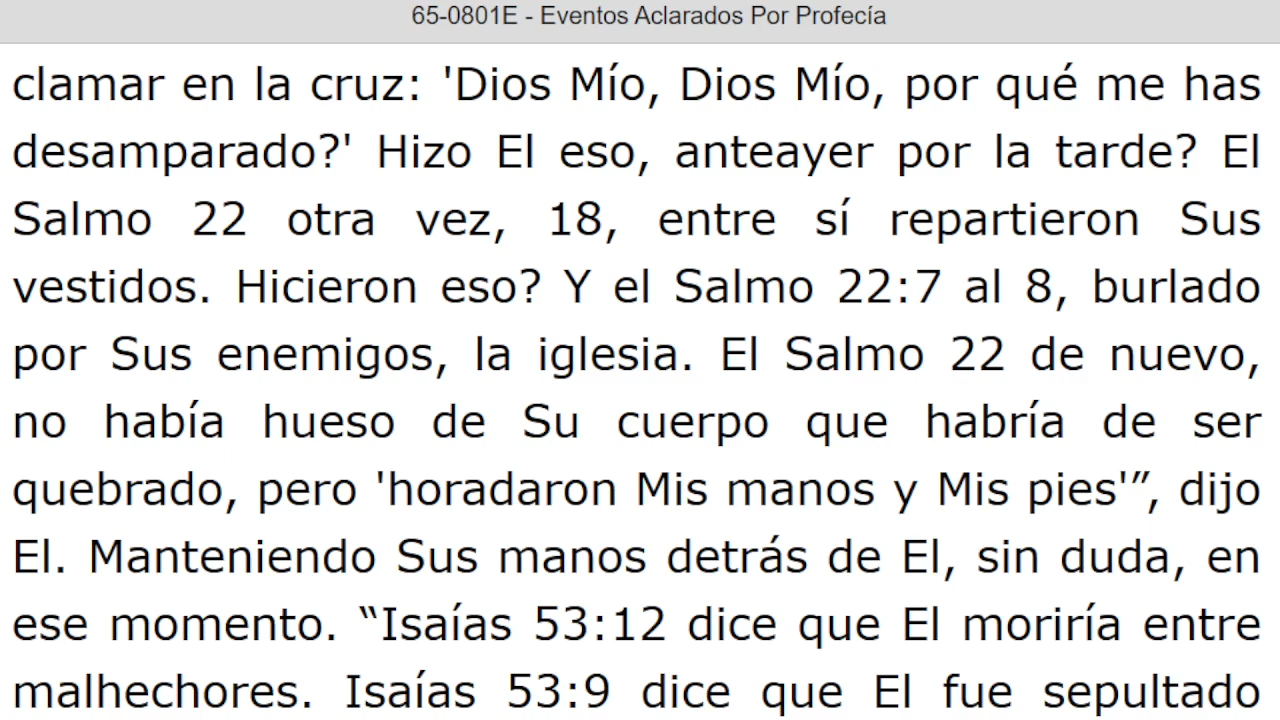 65-0801E - Eventos Aclarados Por Profecía
clamar en la cruz: 'Dios Mío, Dios Mío, por qué me has
desamparado?' Hizo El eso, anteayer por la tarde? El
Salmo 22 otra vez, 18, entre sí repartieron Sus
vestidos. Hicieron eso? Y el Salmo 22:7 al 8, burlado
por Sus enemigos, la iglesia. El Salmo 22 de nuevo,
no había hueso de Su cuerpo que habría de ser
quebrado, pero 'horadaron Mis manos y Mis pies'”, dijo
El. Manteniendo Sus manos detrás de El, sin duda, en
ese momento. “Isaías 53:12 dice que El moriría entre
malhechores. Isaías 53:9 dice que El fue sepultado